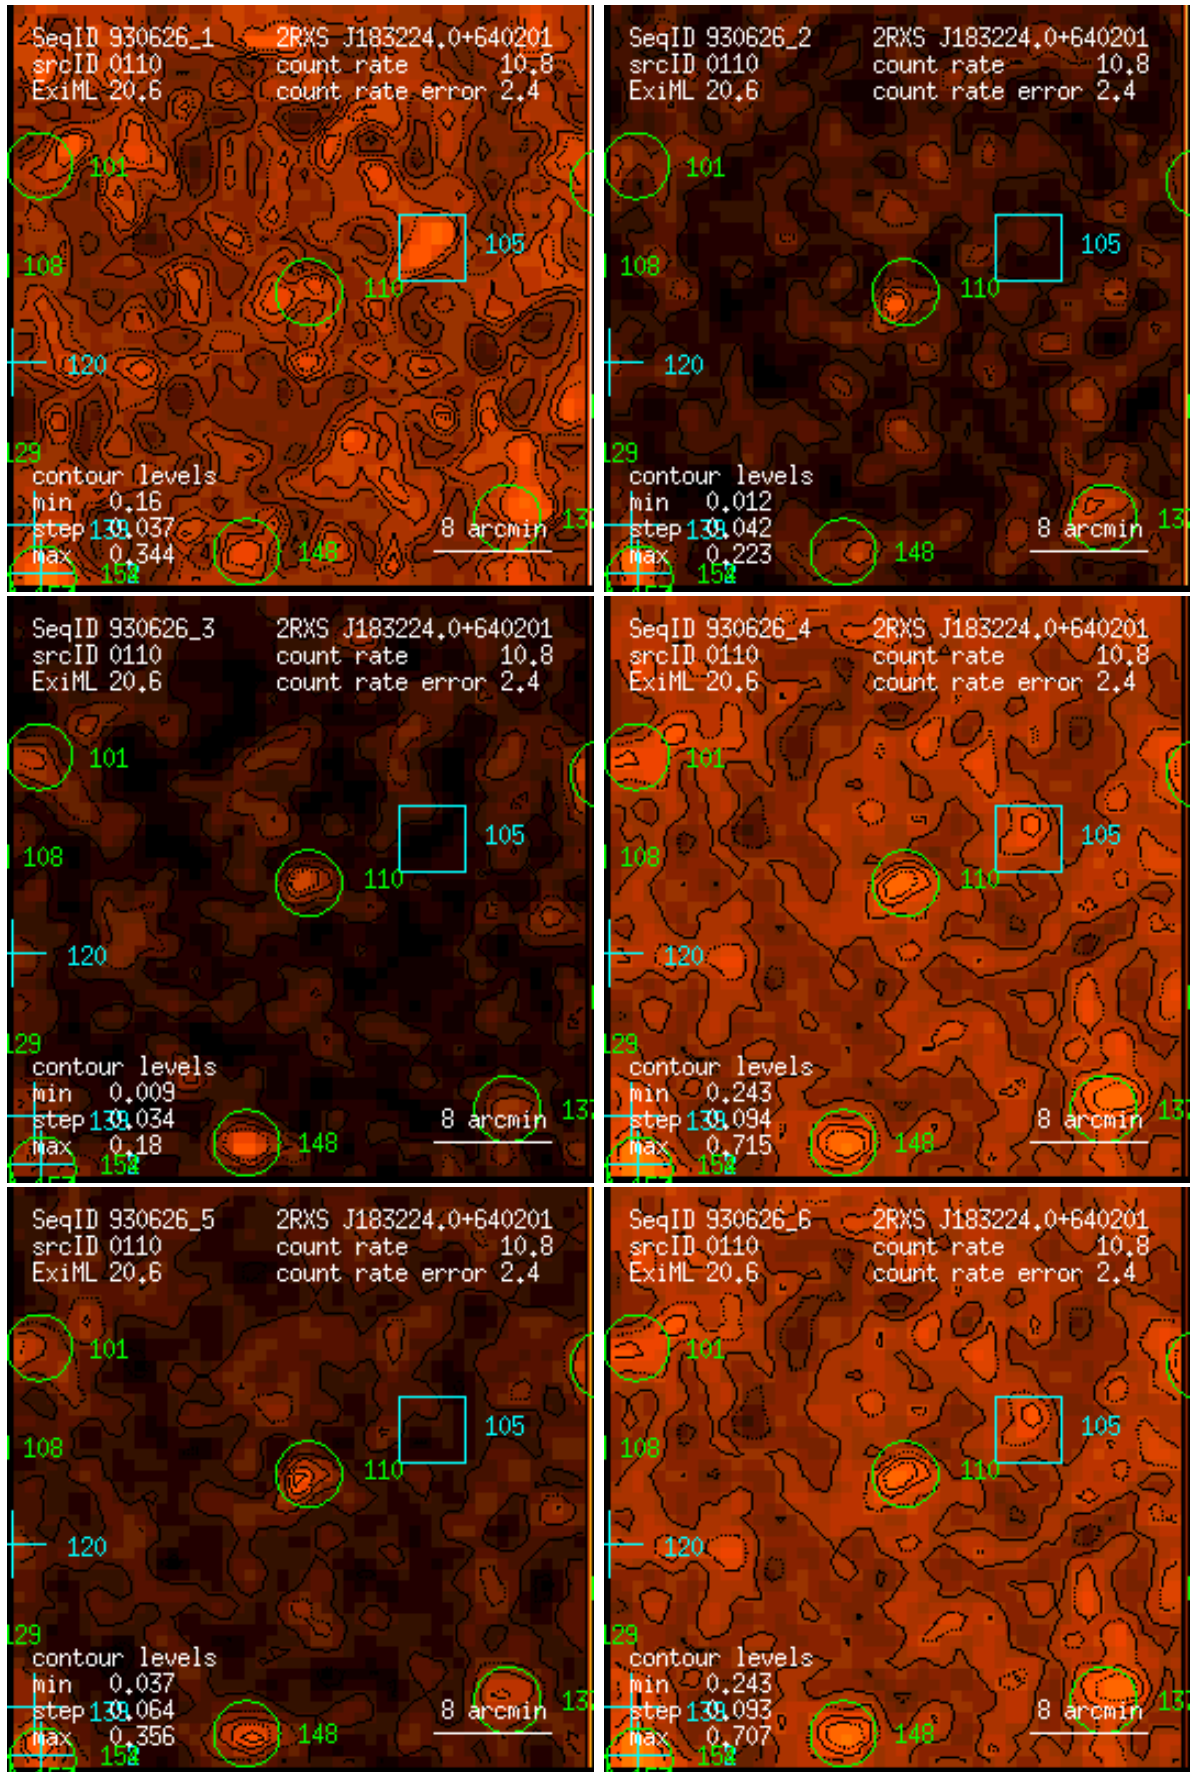 SeqID 930626_1 2RXS J183224.0+640201
srcID 0110 count rate 10.8
ExiML 20.6 count rate error 2.4
101
105
108
110
120
129
contour levels
min 0.16
step 0.037 139 8 arcmin
max 0.344 148
SeqID 930626_2 2RXS J183224.0+640201
srcID 0110 count rate 10.8
ExiML 20.6 count rate error 2.4
101
105
108
110
120
129
contour levels
min 0.012
step 0.042 139 8 arcmin
max 0.223 148
SeqID 930626_3 2RXS J183224.0+640201
srcID 0110 count rate 10.8
ExiML 20.6 count rate error 2.4
101
105
108
110
120
129
contour levels
min 0.009
step 0.034 139 8 arcmin
max 0.18 148
SeqID 930626_4 2RXS J183224.0+640201
srcID 0110 count rate 10.8
ExiML 20.6 count rate error 2.4
101
105
108
110
120
129
contour levels
min 0.243
step 0.094 139 8 arcmin
max 0.715 148
SeqID 930626_5 2RXS J183224.0+640201
srcID 0110 count rate 10.8
ExiML 20.6 count rate error 2.4
101
105
108
110
120
129
contour levels
min 0.037
step 0.064 139 8 arcmin
max 0.356 148
SeqID 930626_6 2RXS J183224.0+640201
srcID 0110 count rate 10.8
ExiML 20.6 count rate error 2.4
101
105
108
110
120
129
contour levels
min 0.243
step 0.093 139 8 arcmin
max 0.707 148